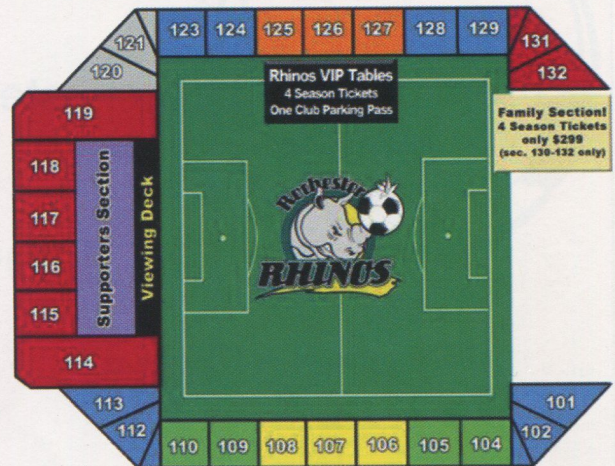 121
123
124
125
126
127
128
129
131
120
132
Rhinos VIP Tables
4 Season Tickets
One Club Parking Pass
119
Family Section!
4 Season Tickets
only $299
(sec. 130-132 only)
118
117
116
115
Supporters Section
Viewing Deck
Rochester
RHINOS
114
113
112
101
102
110
109
108
107
106
105
104